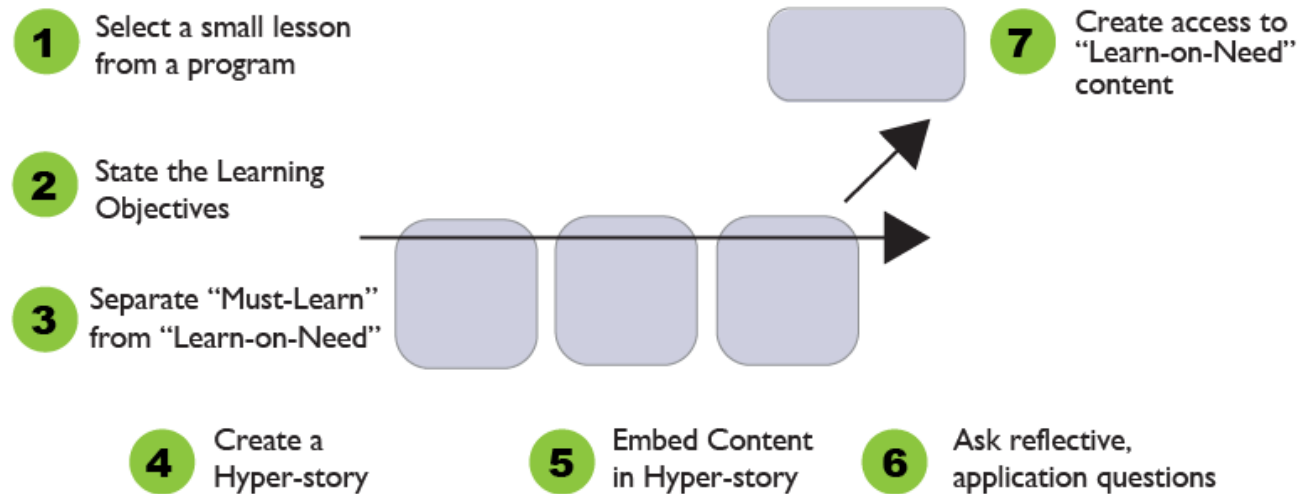 1
Select a small lesson
from a program
2
State the Learning
Objectives
3
Separate “Must-Learn”
from “Learn-on-Need”
4
Create a
Hyper-story
5
Embed Content
in Hyper-story
6
Ask reflective,
application questions
7
Create access to
“Learn-on-Need”
content